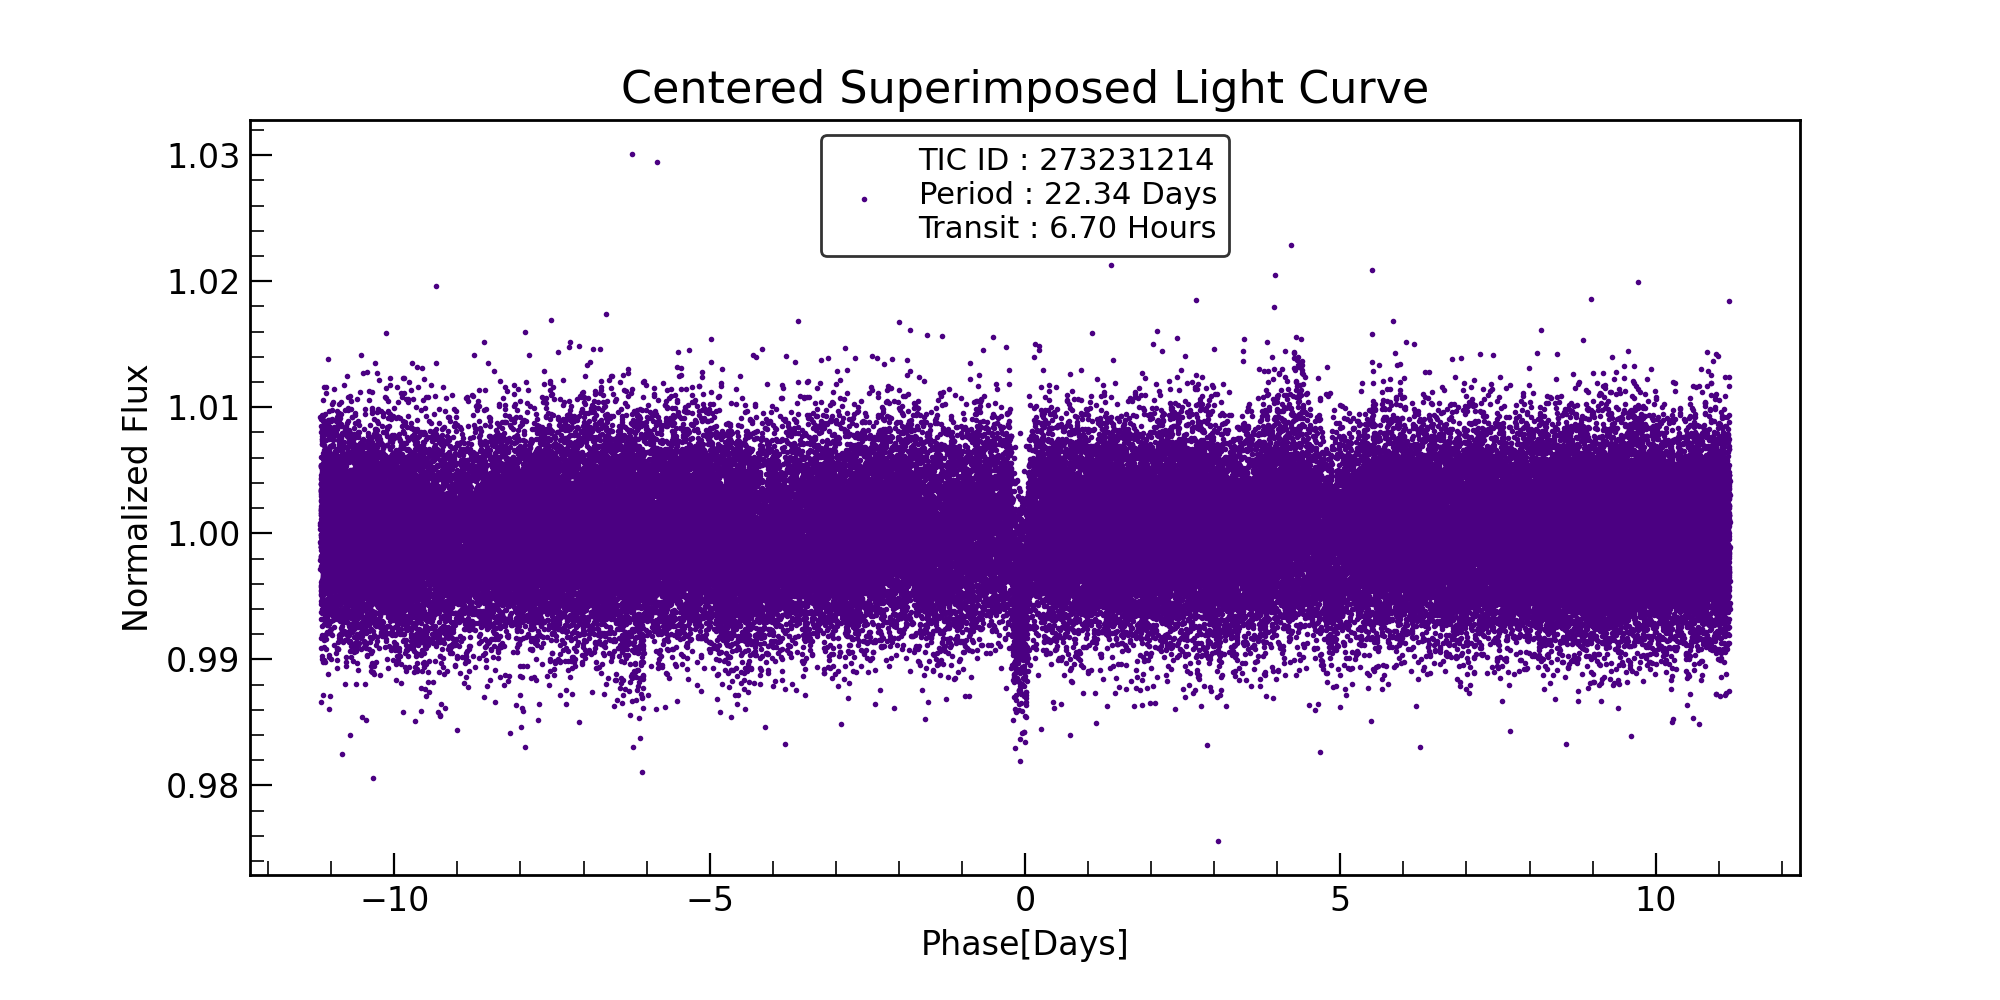 Centered Superimposed Light Curve
TIC ID : 273231214
Period : 22.34 Days
Transit : 6.70 Hours
1.03
1.02
1.01
1.00
0.99
0.98
Normalized Flux
−10
−5
0
5
10
Phase[Days]